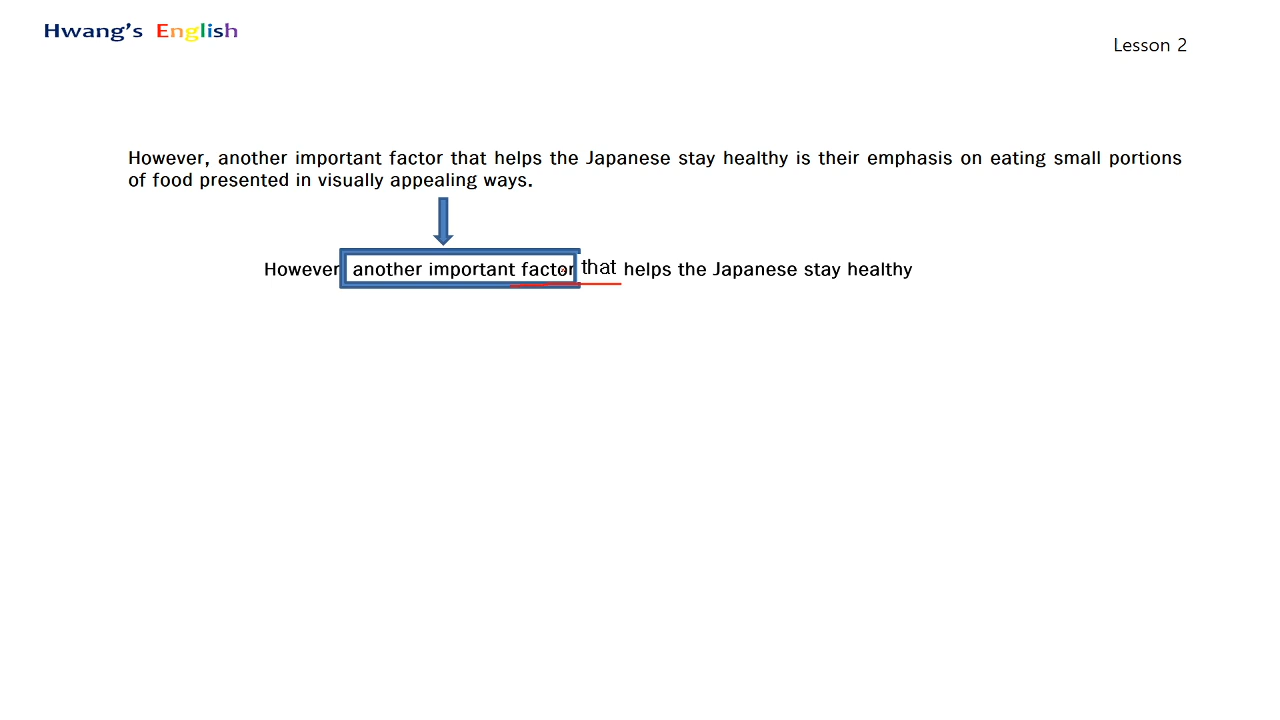 Hwang's English
Lesson 2
However, another important factor that helps the Japanese stay healthy is their emphasis on eating small portions
of food presented in visually appealing ways.
However another important factor that helps the Japanese stay healthy